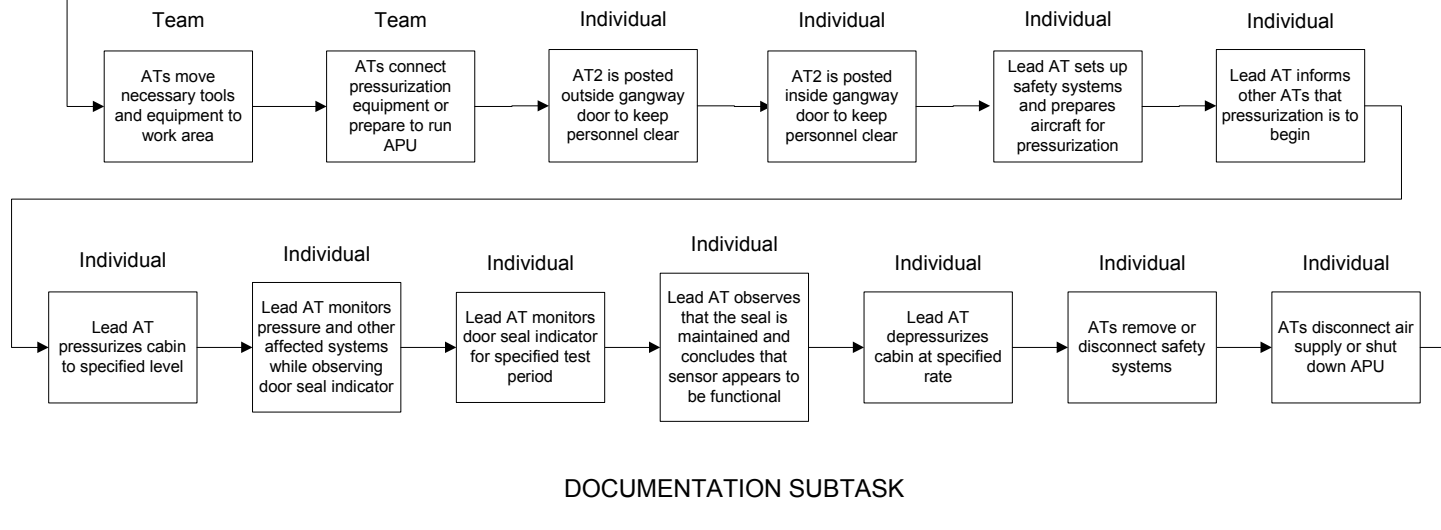 Team
Team
Individual
Individual
Individual
Individual
ATs move
necessary tools
and equipment to
work area
ATs connect
pressurization
equipment or
prepare to run
APU
AT2 is posted
outside gangway
door to keep
personnel clear
AT2 is posted
inside gangway
door to keep
personnel clear
Lead AT sets up
safety systems
and prepares
aircraft for
pressurization
Lead AT informs
other ATs that
pressurization is to
begin
Individual
Individual
Individual
Individual
Individual
Individual
Individual
Lead AT
pressurizes cabin
to specified level
Lead AT monitors
pressure and other
affected systems
while observing
door seal indicator
Lead AT monitors
door seal indicator
for specified test
period
Lead AT observes
that the seal is
maintained and
concludes that
sensor appears to
be functional
Lead AT
depressurizes
cabin at specified
rate
ATs remove or
disconnect safety
systems
ATs disconnect air
supply or shut
down APU
DOCUMENTATION SUBTASK